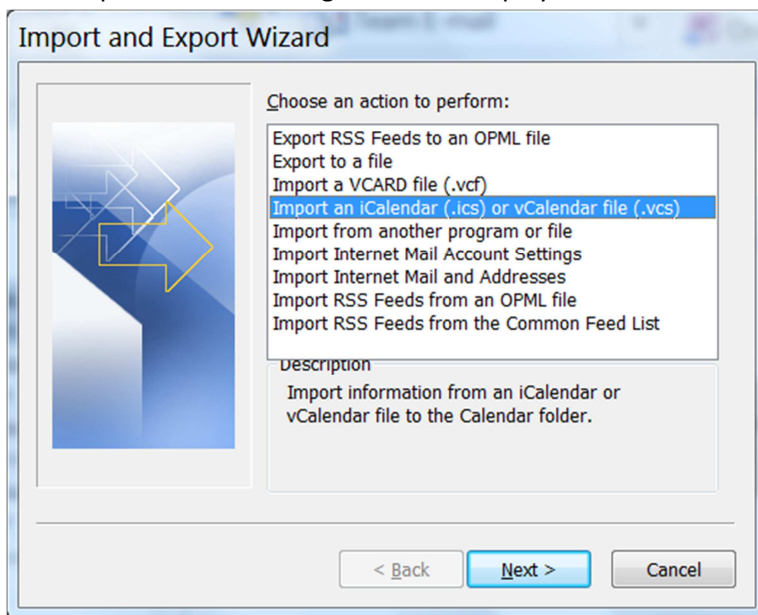 Import and Export Wizard
Choose an action to perform:
Export RSS Feeds to an OPML file
Export to a file
Import a VCARD file (.vcf)
Import an iCalendar (.ics) or vCalendar file (.vcs)
Import from another program or file
Import Internet Mail Account Settings
Import Internet Mail and Addresses
Import RSS Feeds from an OPML file
Import RSS Feeds from the Common Feed List
Description
Import information from an iCalendar or
vCalendar file to the Calendar folder.
< Back Next > Cancel